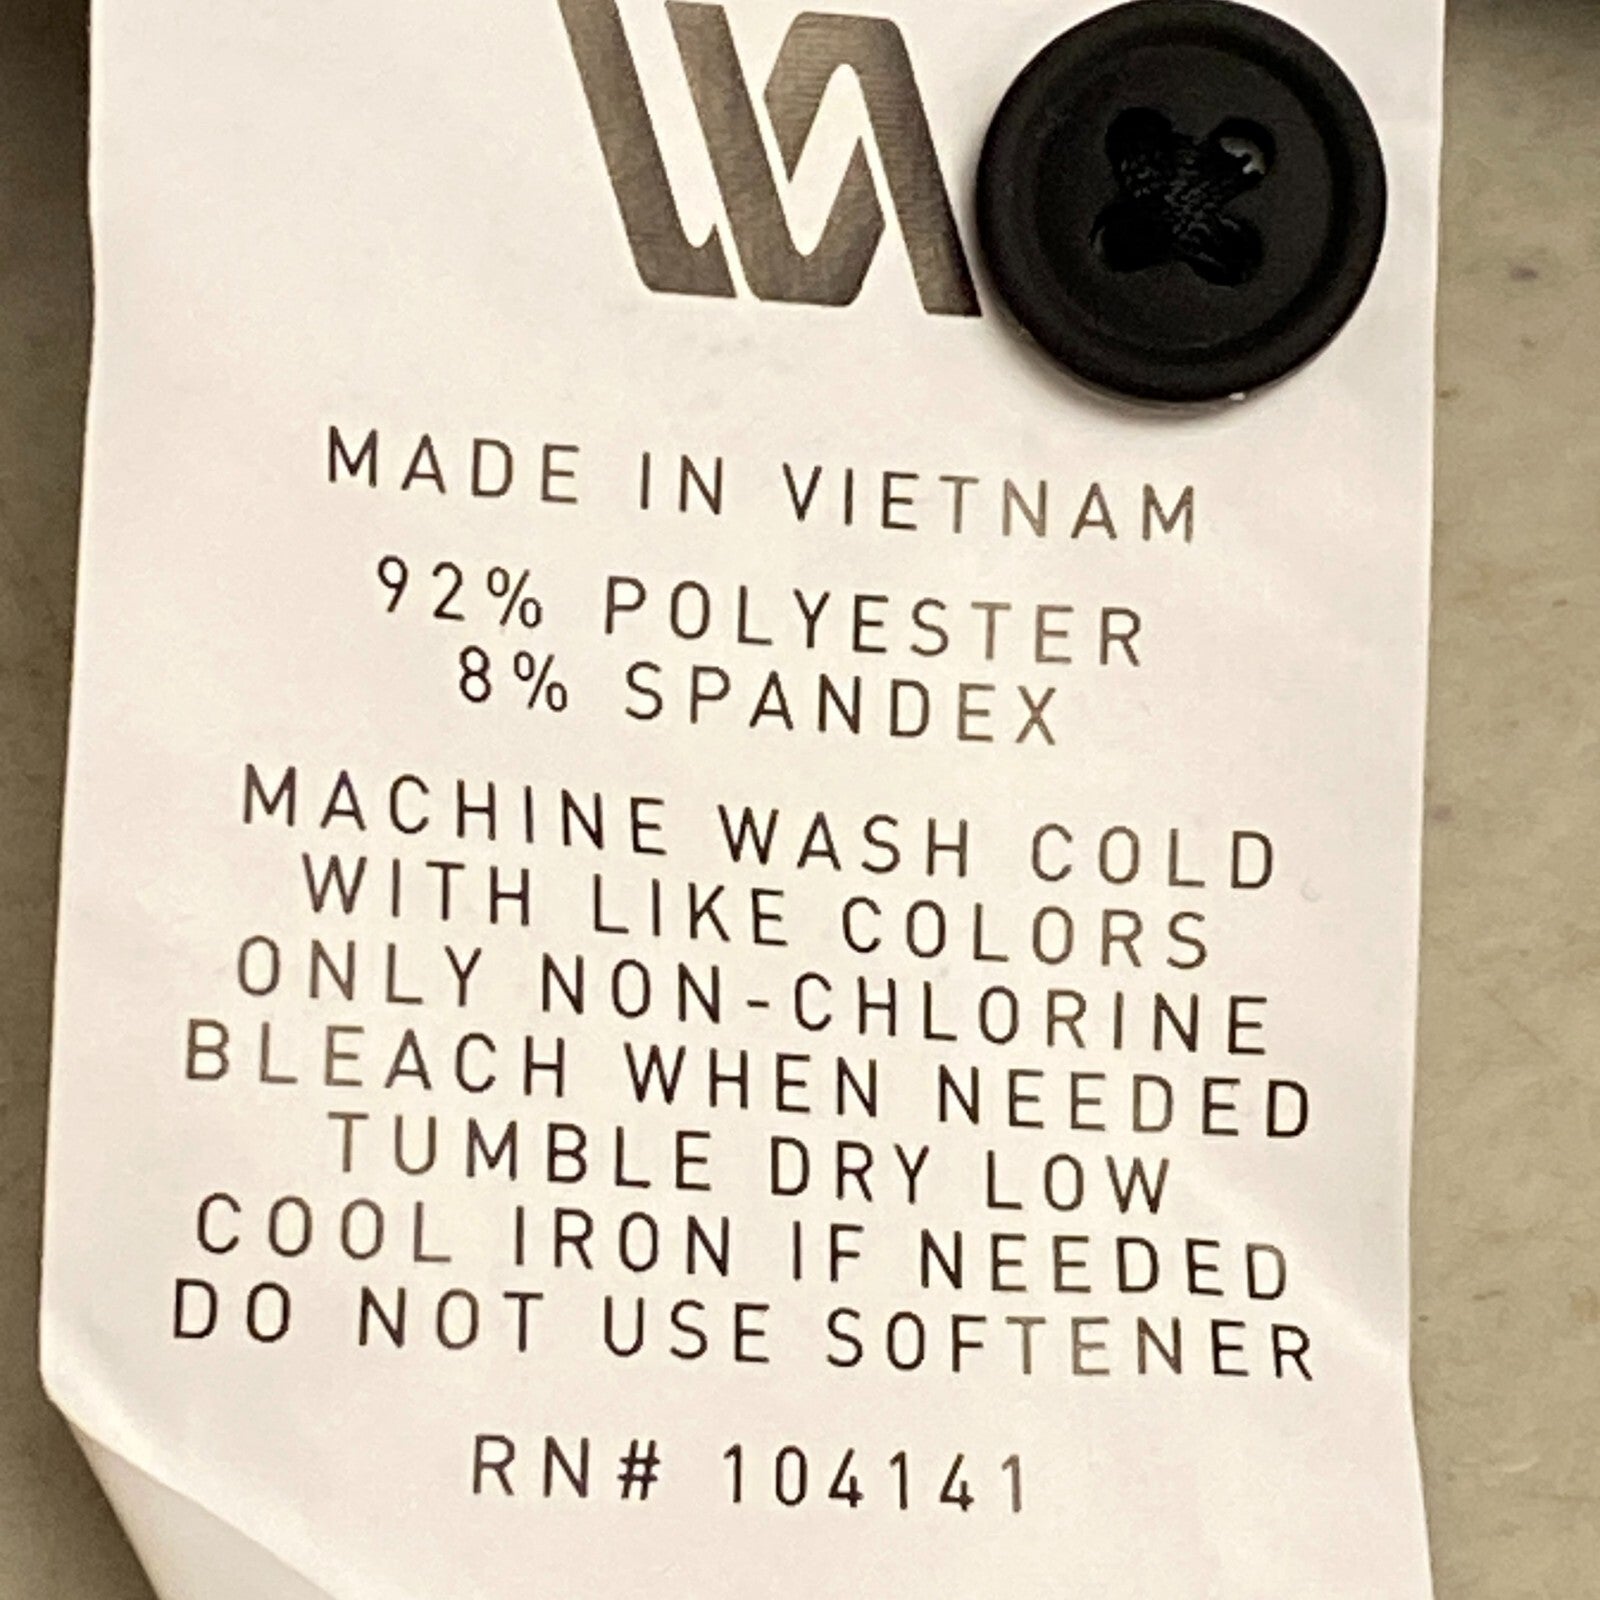 MADE IN VIETNAM
92% POLYESTER
8% SPANDEX
MACHINE WASH COLD
WITH LIKE COLORS
ONLY NON-CHLORINE
BLEACH WHEN NEEDED
TUMBLE DRY LOW
COOL IRON IF NEEDED
DO NOT USE SOFTENER
RN# 104141